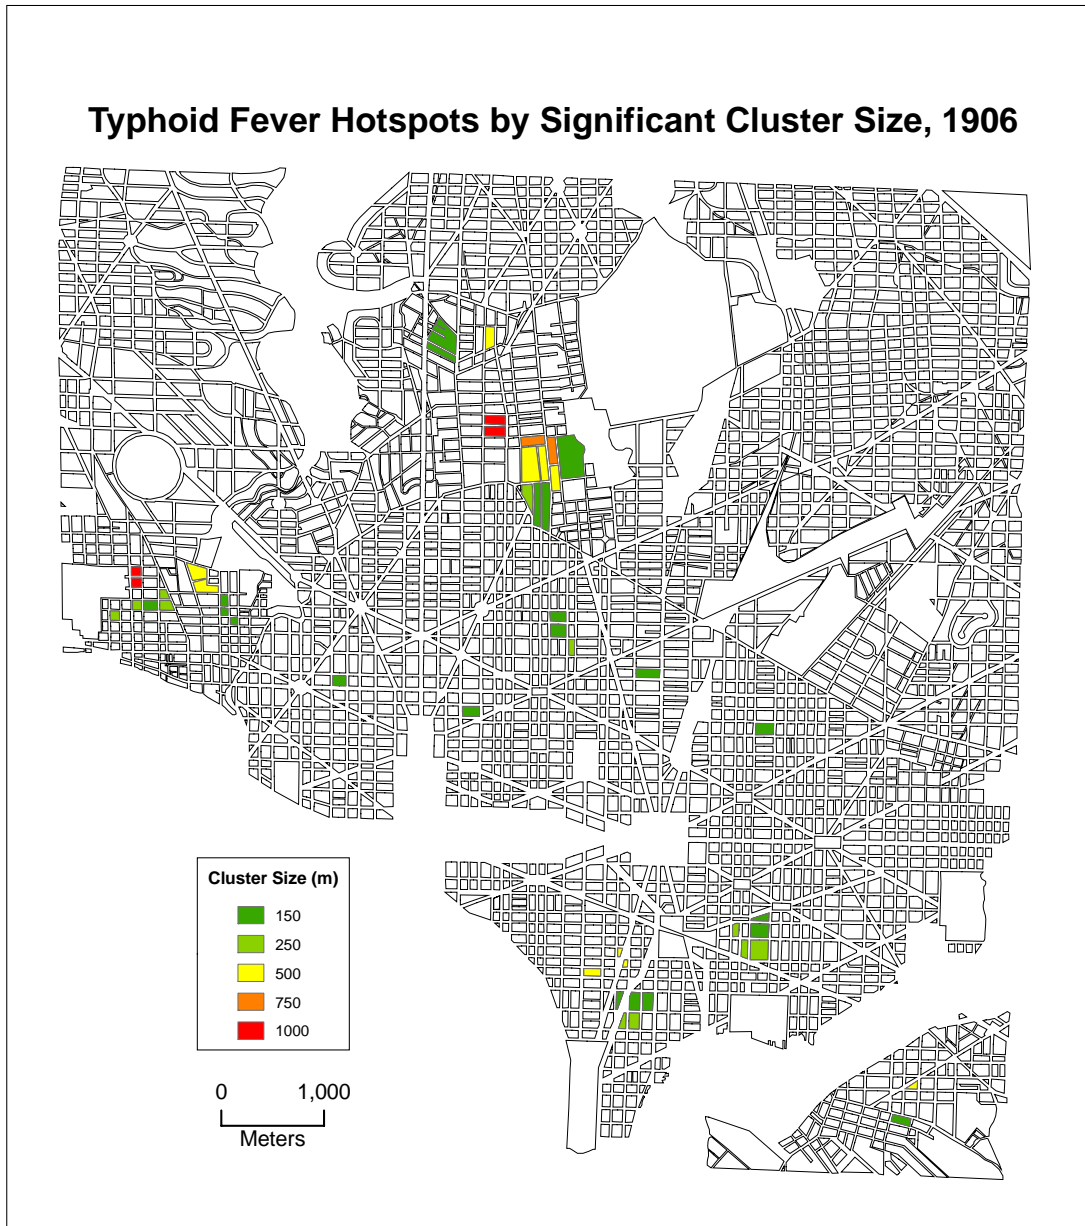 Typhoid Fever Hotspots by Significant Cluster Size, 1906
Cluster Size (m)
150
250
500
750
1000
0 1,000
Meters